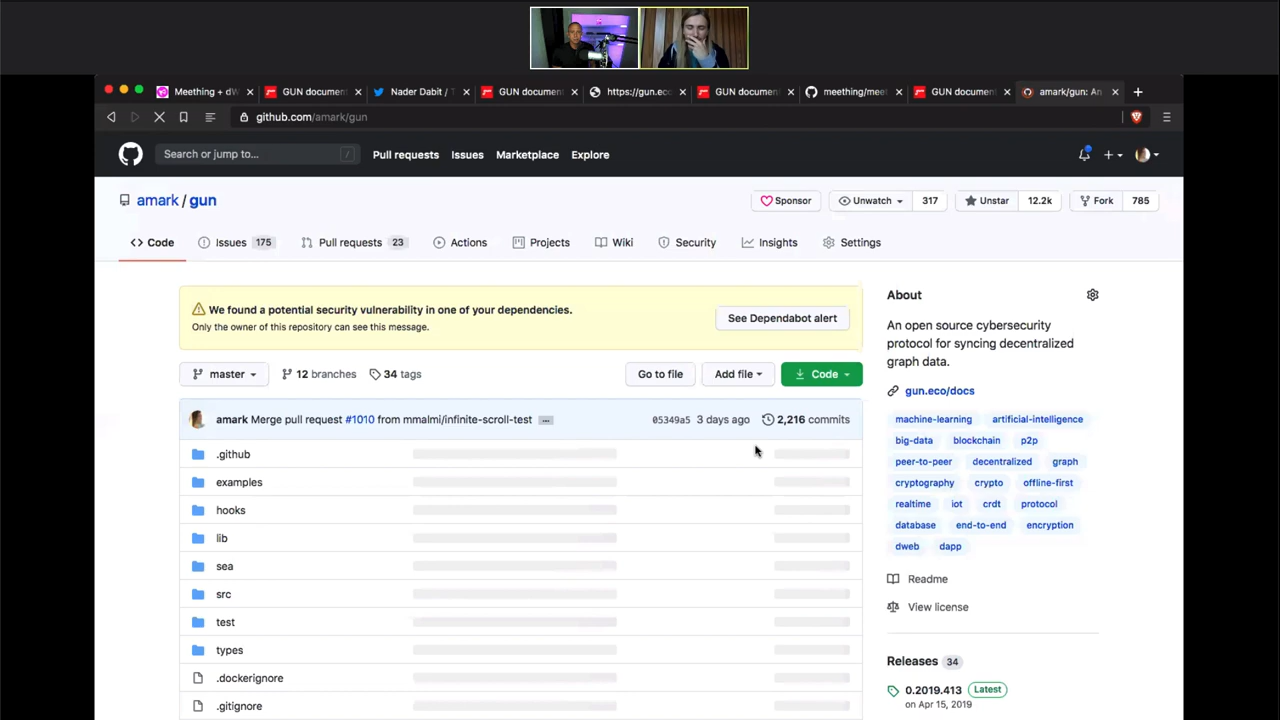 Meething + dW
GUN document
Nader Dabit / T
GUN document
https://gun.ec
GUN document
meething/mee
GUN document
amark/gun: An
github.com/amark/gun
Search or jump to...
/
Pull requests
Issues
Marketplace
Explore
amark / gun
Sponsor
Unwatch
317
Unstar
12.2k
Fork
785
Code
Issues 175
Pull requests 23
Actions
Projects
Wiki
Security
Insights
Settings
We found a potential security vulnerability in one of your dependencies.
Only the owner of this repository can see this message.
See Dependabot alert
master
12 branches
34 tags
Go to file
Add file
Code
amark Merge pull request #1010 from mmalmi/infinite-scroll-test ...
05349a5 3 days ago
2,216 commits
.github
examples
hooks
lib
sea
src
test
types
.dockerignore
.gitignore
About
An open source cybersecurity
protocol for syncing decentralized
graph data.
gun.eco/docs
machine-learning artificial-intelligence
big-data blockchain p2p
peer-to-peer decentralized graph
cryptography crypto offline-first
realtime iot crdt protocol
database end-to-end encryption
dweb dapp
Readme
View license
Releases 34
0.2019.413 Latest
on Apr 15, 2019